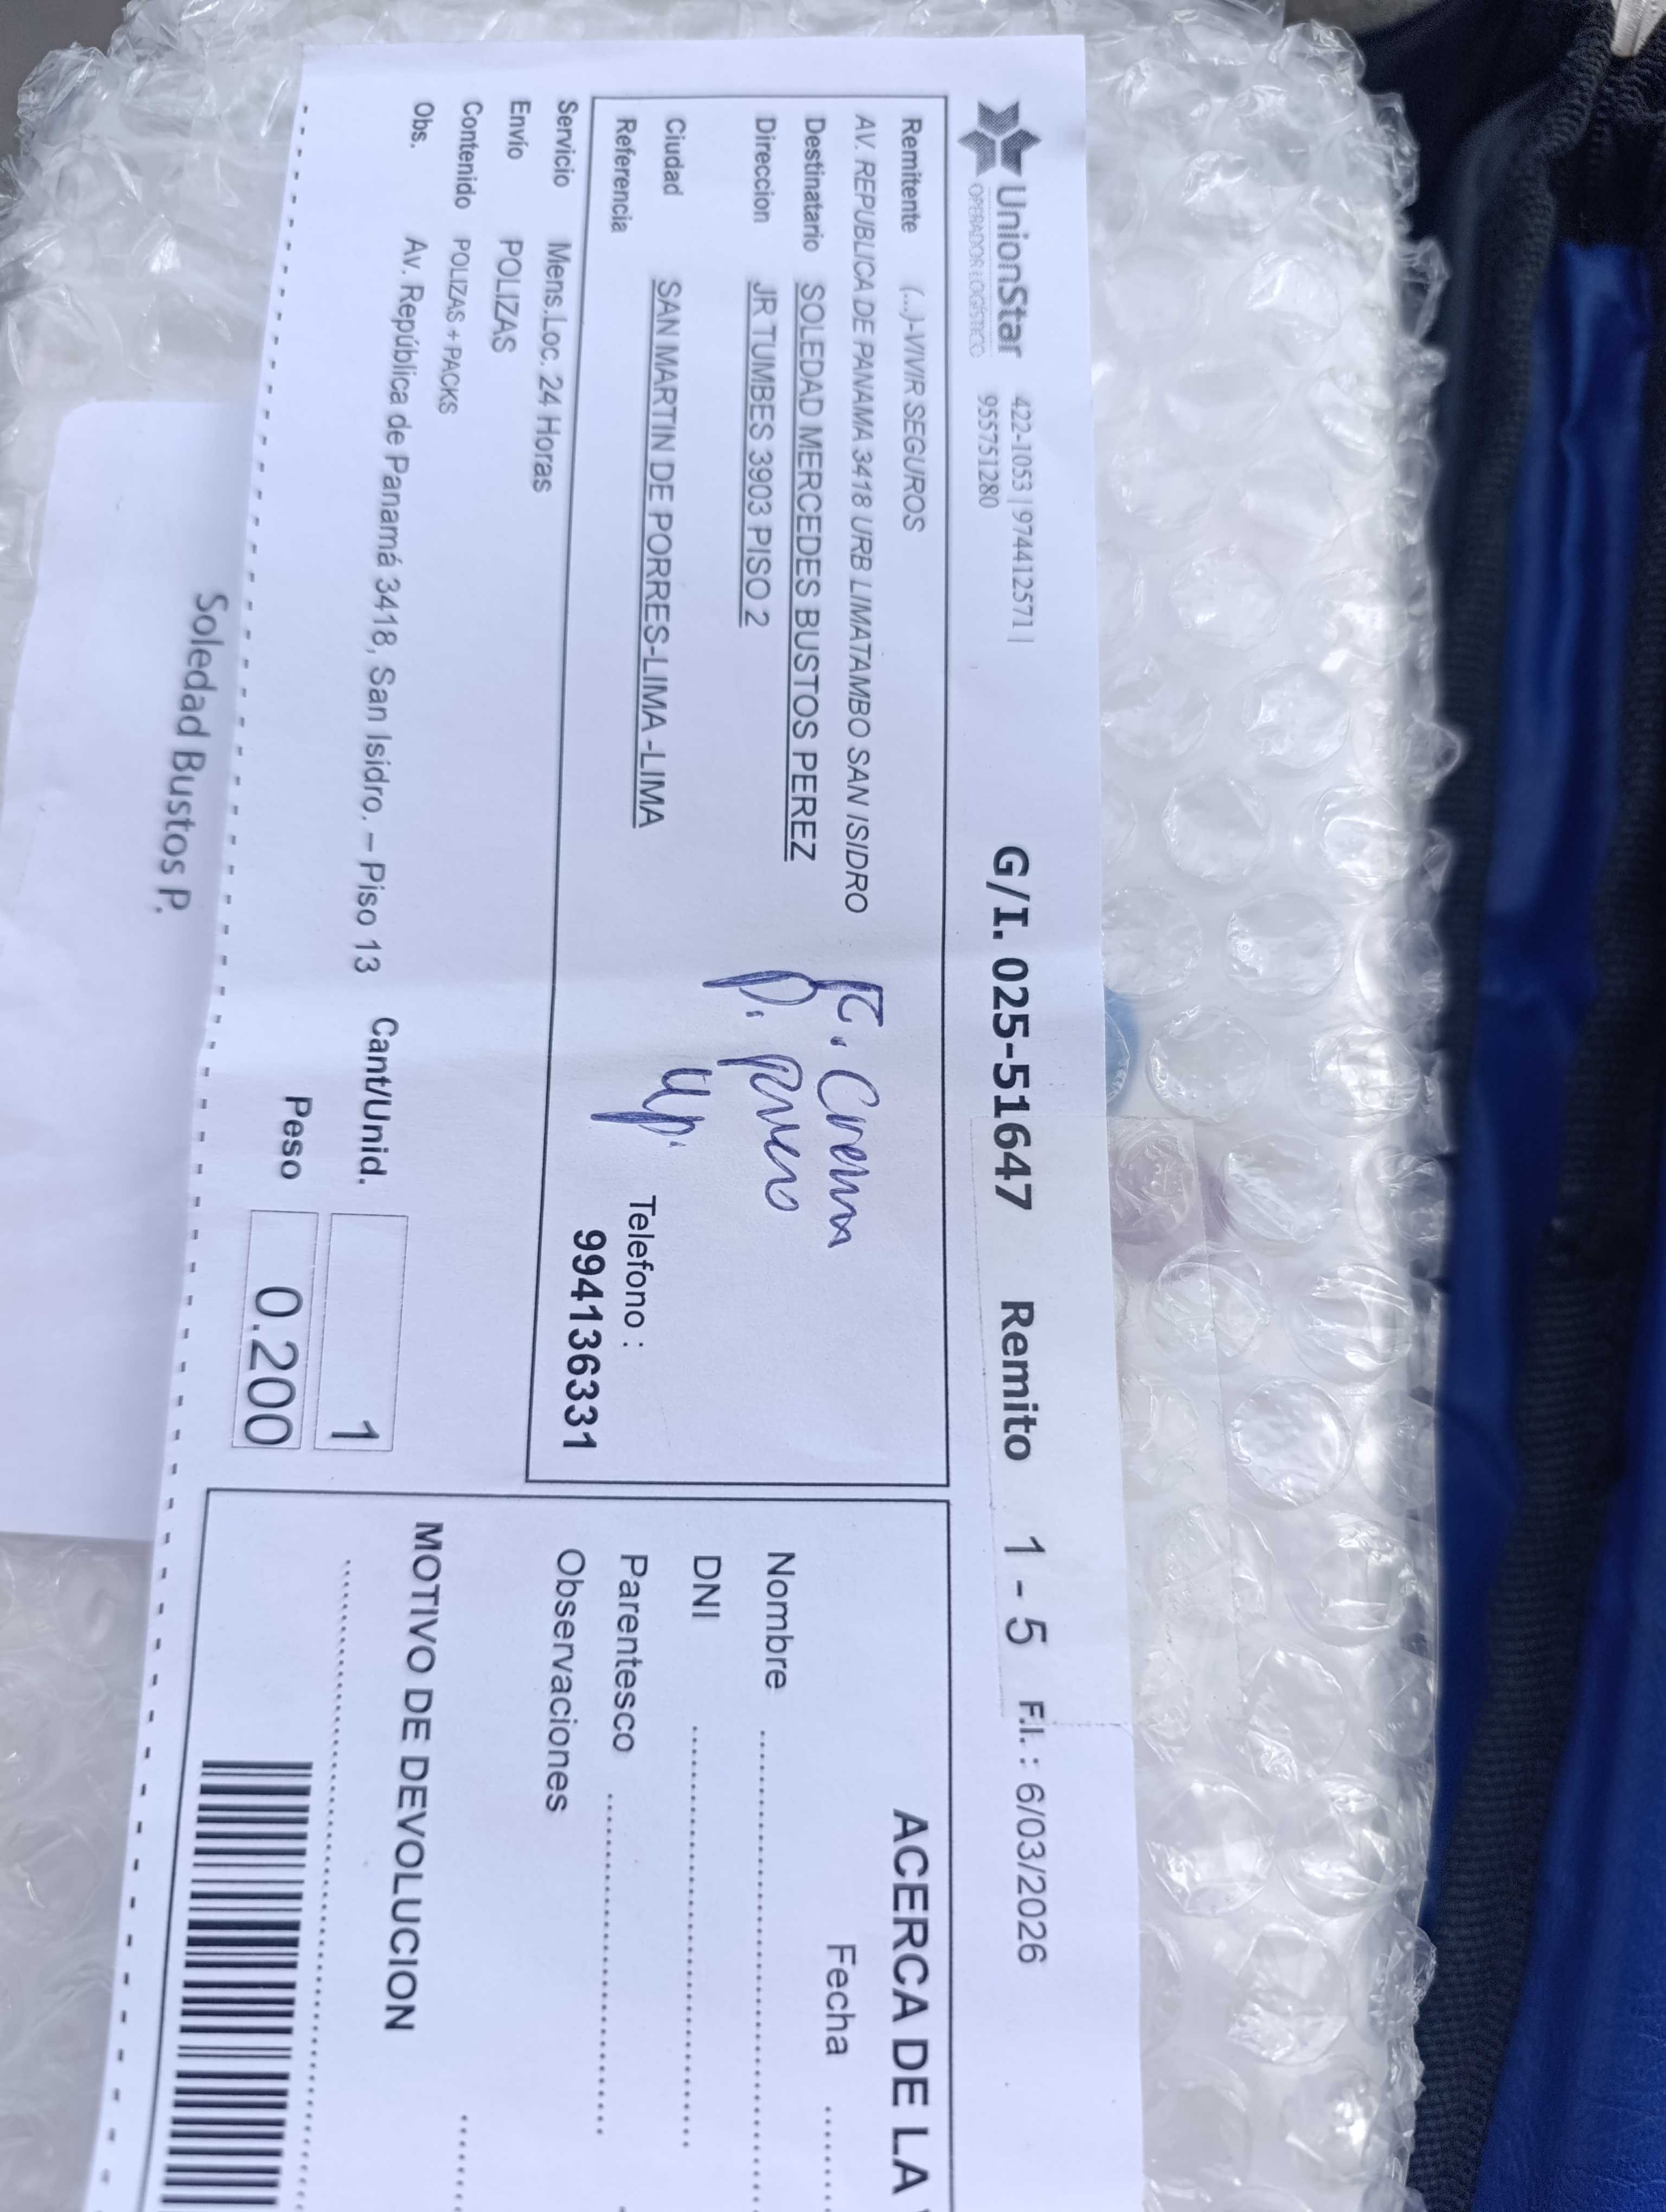 UnionStar
OPERADOR LOGÍSTICO
422-1053 | 974412571 |
957751280
G/I. 025-51647 Remito 1 - 5 F.I. : 6/03/2026
Remitente (...)-VIVIR SEGUROS
AV. REPUBLICA DE PANAMA 3418 URB LIMATAMBO SAN ISIDRO
Destinatario SOLEDAD MERCEDES BUSTOS PEREZ
Direccion JR TUMBES 3903 PISO 2
Ciudad SAN MARTIN DE PORRES-LIMA -LIMA
Referencia
Telefono :
994136331
Servicio Mens.Loc. 24 Horas
Envío POLIZAS
Contenido POLIZAS + PACKS
Obs. Av. República de Panamá 3418, San Isidro. – Piso 13
Cant/Unid. 1
Peso 0.200
ACERCA DE LA
Fecha
Nombre
DNI
Parentesco
Observaciones
MOTIVO DE DEVOLUCION
Soledad Bustos P.